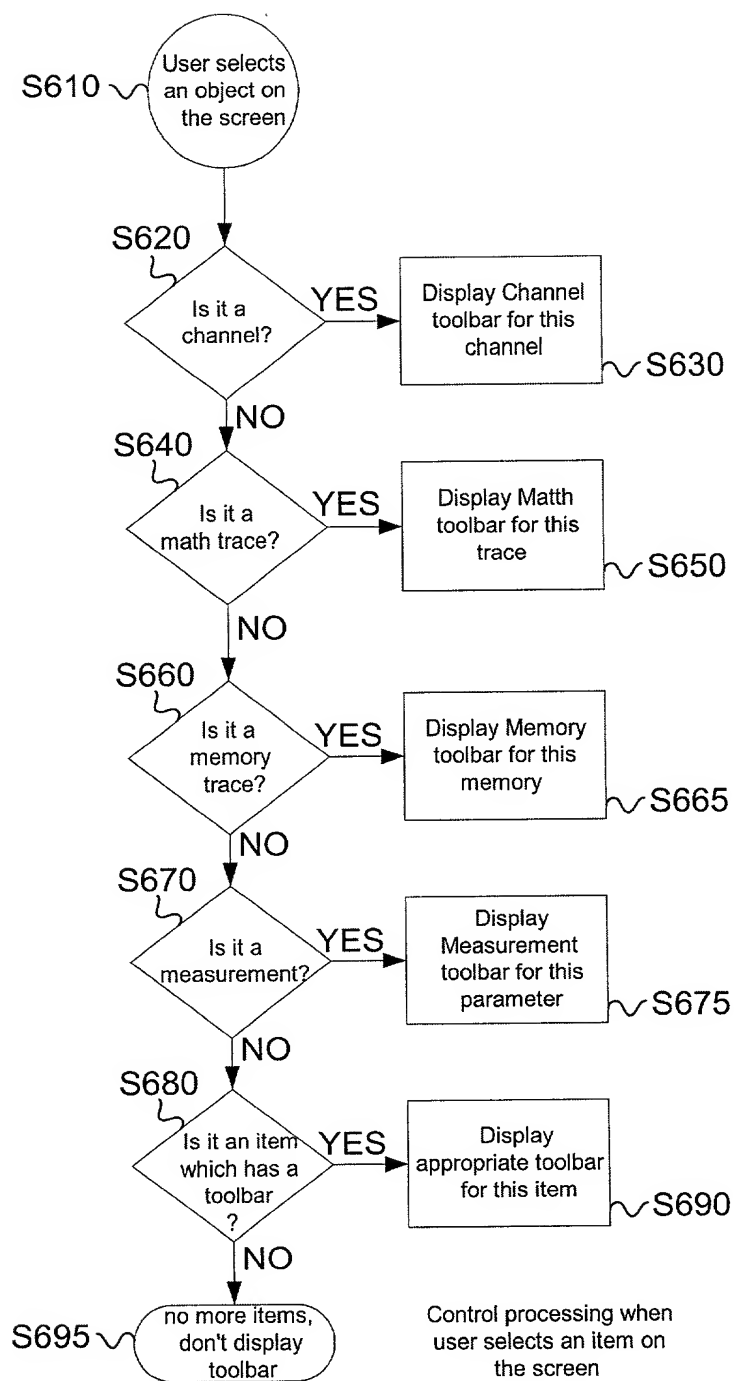 User selects
an object on
the screen
S610
S620
Is it a
channel?
YES
Display Channel
toolbar for this
channel
S630
NO
S640
Is it a
math trace?
YES
Display Matth
toolbar for this
trace
S650
NO
S660
Is it a
memory
trace?
YES
Display Memory
toolbar for this
memory
S665
NO
S670
Is it a
measurement?
YES
Display
Measurement
toolbar for this
parameter
S675
NO
S680
Is it an item
which has a
toolbar
?
YES
Display
appropriate toolbar
for this item
S690
NO
S695
no more items,
don't display
toolbar
Control processing when
user selects an item on
the screen